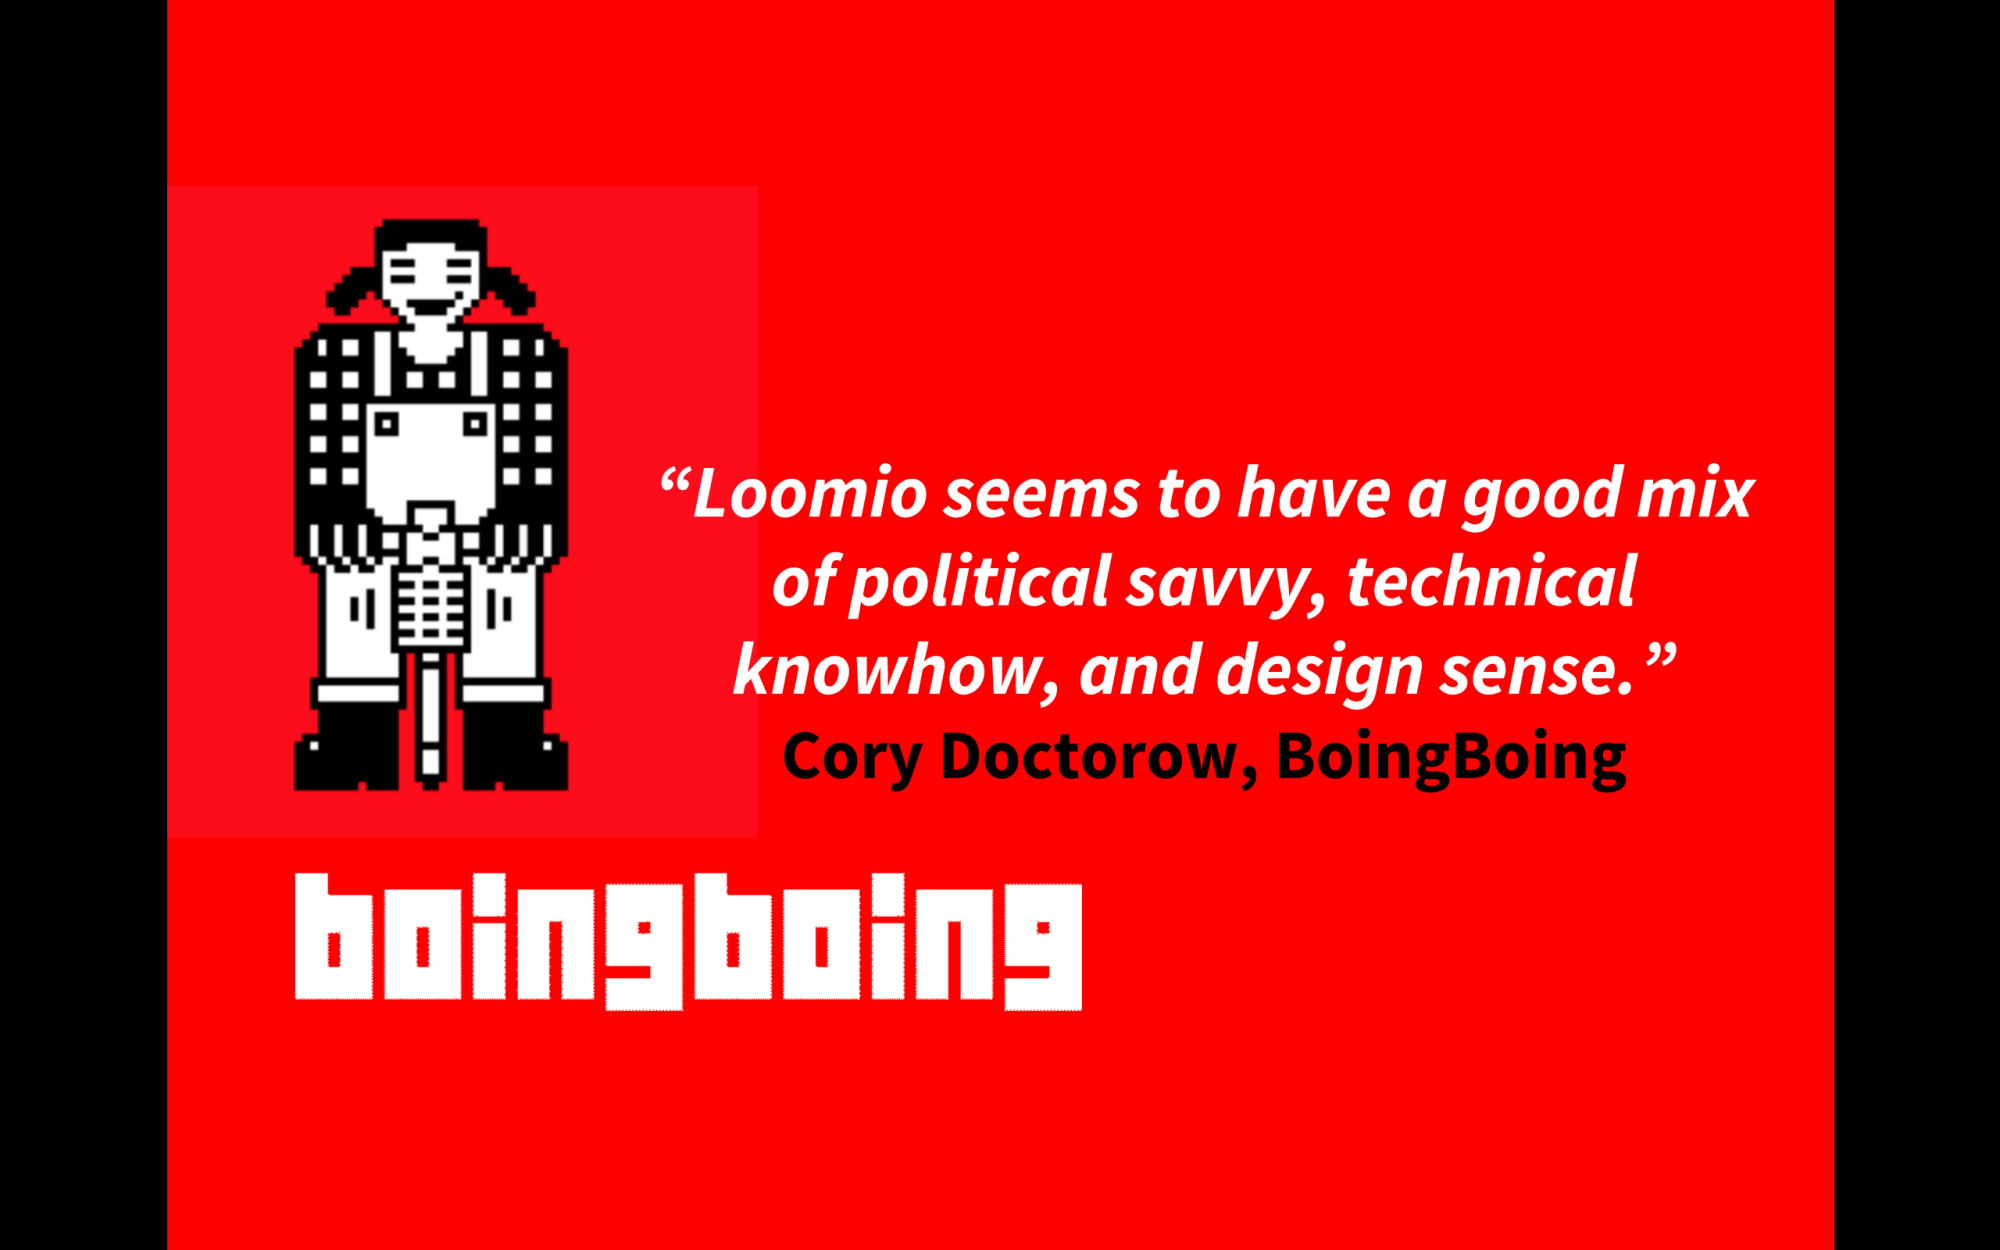 “Loomio seems to have a good mix
of political savvy, technical
knowhow, and design sense.”
Cory Doctorow, BoingBoing
boingboing